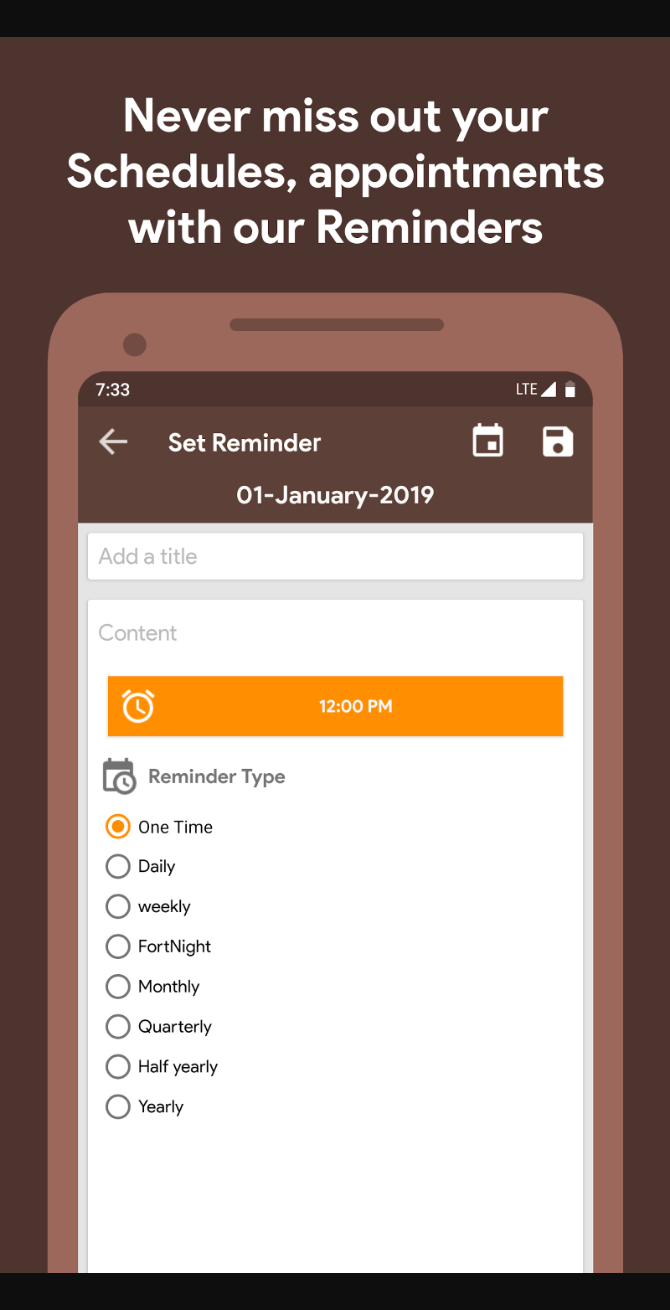 Never miss out your
Schedules, appointments
with our Reminders
7:33
LTE
Set Reminder
01-January-2019
Add a title
Content
12:00 PM
Reminder Type
One Time
Daily
weekly
FortNight
Monthly
Quarterly
Half yearly
Yearly